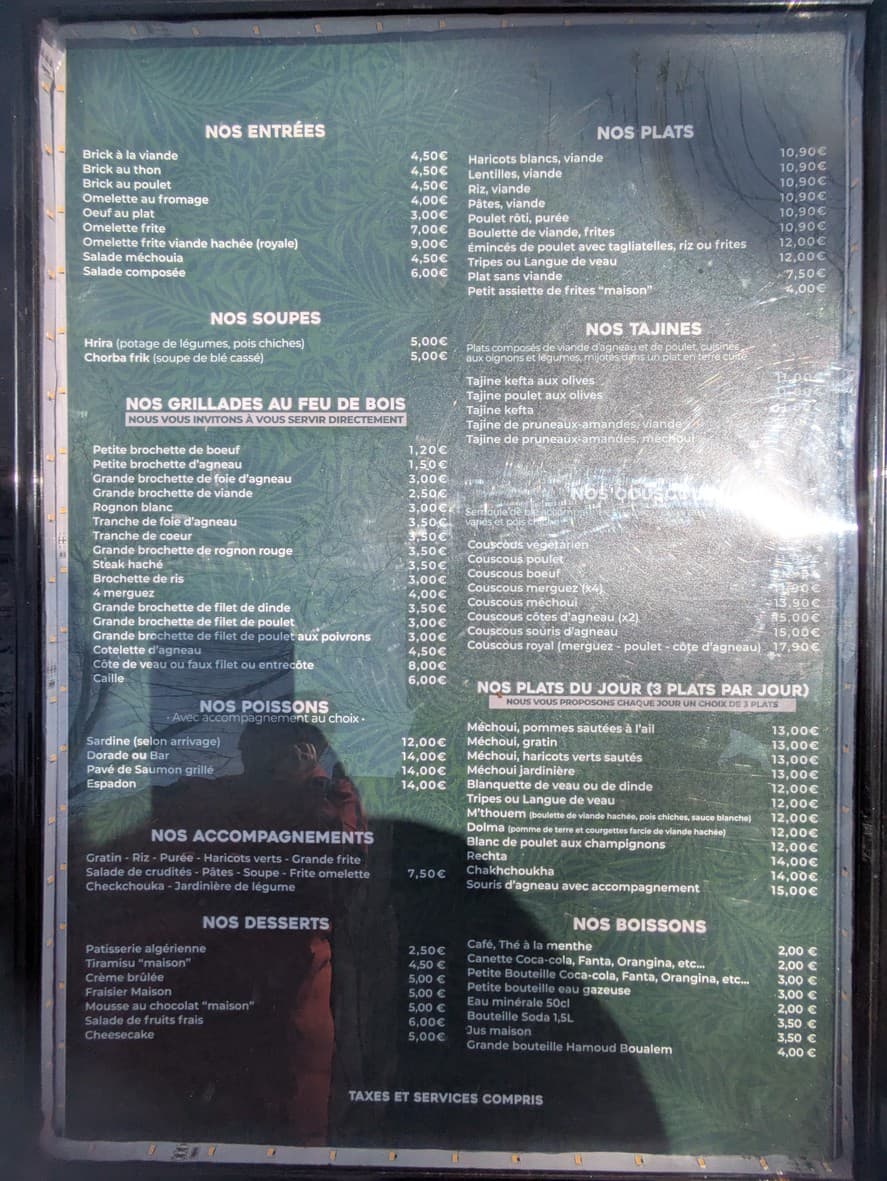 NOS ENTRÉES
Brick à la viande 4,50€
Brick au thon 4,50€
Brick au poulet 4,50€
Omelette au fromage 4,00€
Oeuf au plat 3,00€
Omelette frite 7,00€
Omelette frite viande hachée (royale) 9,00€
Salade méchouia 4,50€
Salade composée 6,00€
NOS SOUPES
Hrira (potage de légumes, pois chiches) 5,00€
Chorba frik (soupe de blé cassé) 5,00€
NOS GRILLADES AU FEU DE BOIS
NOUS VOUS INVITONS À VOUS SERVIR DIRECTEMENT
Petite brochette de boeuf 1,20€
Petite brochette d'agneau 1,50€
Grande brochette de foie d'agneau 3,00€
Grande brochette de viande 2,50€
Rognon blanc 3,00€
Tranche de foie d'agneau 3,50€
Tranche de coeur 3,50€
Grande brochette de rognon rouge 3,50€
Steak haché 3,50€
Brochette de ris 3,00€
4 merguez 4,00€
Grande brochette de filet de dinde 3,50€
Grande brochette de filet de poulet 3,00€
Grande brochette de filet de poulet aux poivrons 3,00€
Cotelette d'agneau 4,50€
Côte de veau ou faux filet ou entrecôte 8,00€
Caille 6,00€
NOS POISSONS
• Avec accompagnement au choix •
Sardine (selon arrivage) 12,00€
Dorade ou Bar 14,00€
Pavé de Saumon grillé 14,00€
Espadon 14,00€
NOS ACCOMPAGNEMENTS
Gratin - Riz - Purée - Haricots verts - Grande frite
Salade de crudités - Pâtes - Soupe - Frite omelette 7,50€
Checkchouka - Jardinière de légume
NOS DESSERTS
Patisserie algérienne 2,50€
Tiramisu "maison" 4,50 €
Crème brûlée 5,00 €
Fraisier Maison 5,00 €
Mousse au chocolat "maison" 5,00 €
Salade de fruits frais 6,00€
Cheesecake 5,00€
NOS PLATS
Haricots blancs, viande 10,90€
Lentilles, viande 10,90€
Riz, viande 10,90€
Pâtes, viande 10,90€
Poulet rôti, purée 10,90€
Boulette de viande, frites 10,90€
Émincés de poulet avec tagliatelles, riz ou frites 12,00€
Tripes ou Langue de veau 12,00€
Plat sans viande 7,50€
Petit assiette de frites "maison" 4,00€
NOS TAJINES
Plats composés de viande d'agneau et de poulet, cuisinés
aux oignons et légumes, mijotés dans un plat en terre cuite
Tajine kefta aux olives
Tajine poulet aux olives
Tajine kefta
Tajine de pruneaux-amandes, viande
Tajine de pruneaux-amandes, méchoui
NOS
Semoule de blé
variés et pois
Couscous végétarien
Couscous poulet
Couscous boeuf
Couscous merguez (x4)
Couscous méchoui 13,90€
Couscous côtes d'agneau (x2) 15,00€
Couscous souris d'agneau 15,00€
Couscous royal (merguez - poulet - côte d'agneau) 17,90€
NOS PLATS DU JOUR (3 PLATS PAR JOUR)
NOUS VOUS PROPOSONS CHAQUE JOUR UN CHOIX DE 3 PLATS
Méchoui, pommes sautées à l'ail 13,00€
Méchoui, gratin 13,00€
Méchoui, haricots verts sautés 13,00€
Méchoui jardinière 13,00€
Blanquette de veau ou de dinde 12,00€
Tripes ou Langue de veau 12,00€
M'thouem (boulette de viande hachée, pois chiches, sauce blanche) 12,00€
Dolma (pomme de terre et courgettes farcie de viande hachée) 12,00€
Blanc de poulet aux champignons 12,00€
Rechta 14,00€
Chakhchoukha 14,00€
Souris d'agneau avec accompagnement 15,00€
NOS BOISSONS
Café, Thé à la menthe 2,00 €
Canette Coca-cola, Fanta, Orangina, etc... 2,00 €
Petite Bouteille Coca-cola, Fanta, Orangina, etc... 3,00 €
Petite bouteille eau gazeuse 3,00 €
Eau minérale 50cl 2,00 €
Bouteille Soda 1,5L 3,50 €
Jus maison 3,50 €
Grande bouteille Hamoud Boualem 4,00 €
TAXES ET SERVICES COMPRIS